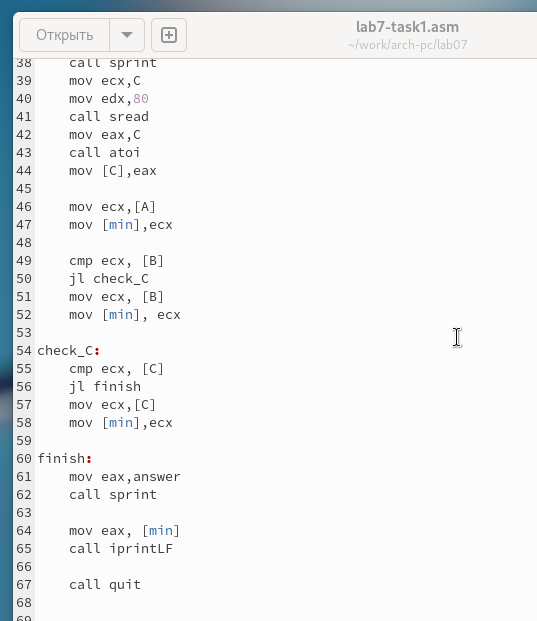 Открыть
lab7-task1.asm
~/work/arch-pc/lab07
38 call sprint
39 mov ecx,C
40 mov edx,80
41 call sread
42 mov eax,C
43 call atoi
44 mov [C],eax
45
46 mov ecx,[A]
47 mov [min],ecx
48
49 cmp ecx, [B]
50 jl check_C
51 mov ecx, [B]
52 mov [min], ecx
53
54 check_C:
55 cmp ecx, [C]
56 jl finish
57 mov ecx,[C]
58 mov [min],ecx
59
60 finish:
61 mov eax,answer
62 call sprint
63
64 mov eax, [min]
65 call iprintLF
66
67 call quit
68
69